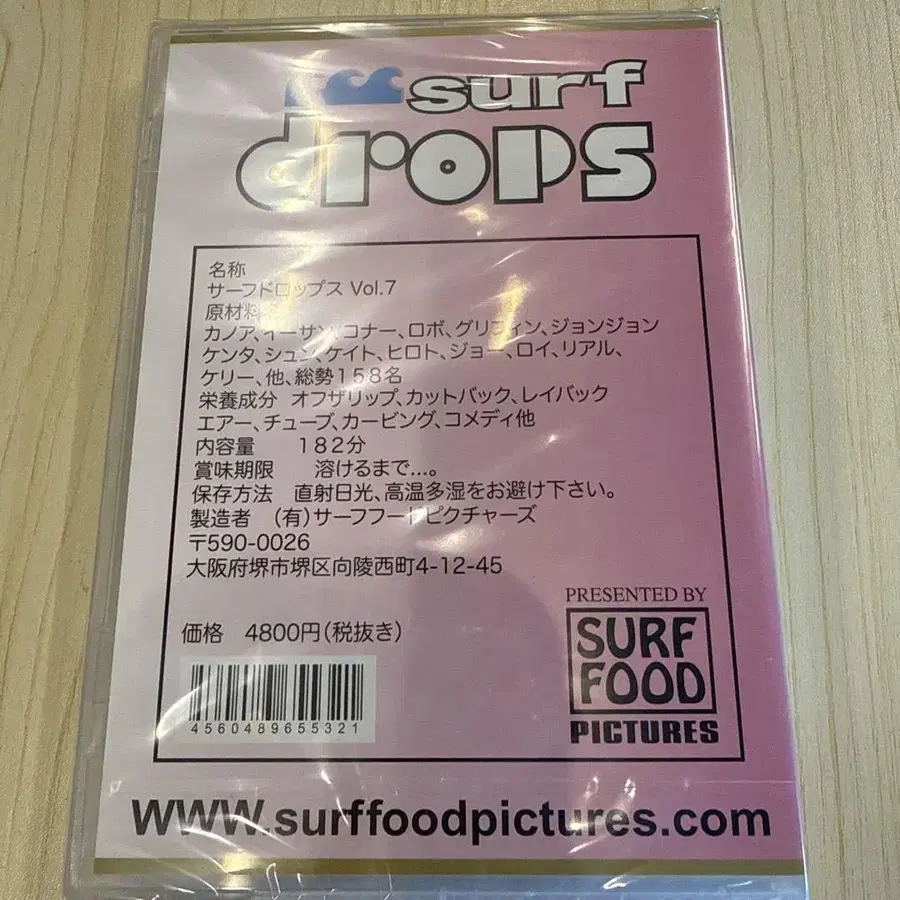 surf
drops
名称
サーフドロップス Vol.7
原材料
カノア、イーサン、コナー、ロボ、グリフィン、ジョンジョン
ケンタ、シュン、ケイト、ヒロト、ジョー、ロイ、リアル、
ケリー、他、総勢158名
栄養成分 オフザリップ、カットバック、レイバック
エアー、チューブ、カービング、コメディ他
内容量 182分
賞味期限 溶けるまで...。
保存方法 直射日光、高温多湿をお避け下さい。
製造者 (有)サーフフードピクチャーズ
〒590-0026
大阪府堺市堺区向陵西町4-12-45
価格 4800円(税抜き)
4560489655321
PRESENTED BY
SURF
FOOD
PICTURES
WWW.surffoodpictures.com